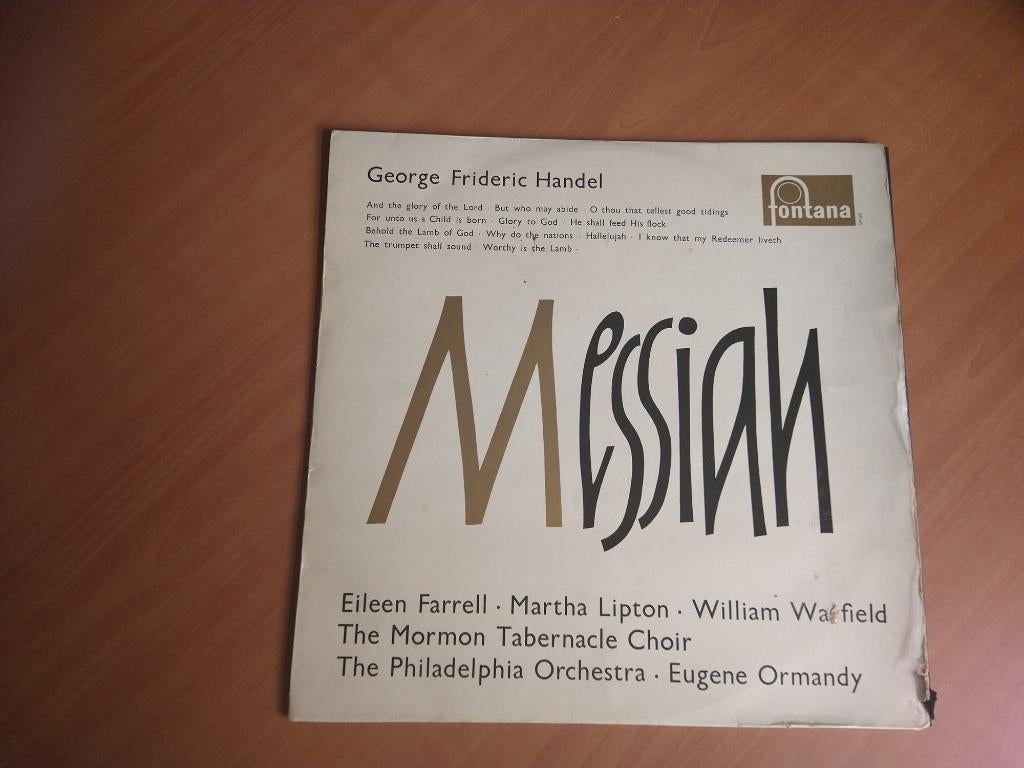 George Frideric Handel
fontana
And the glory of the Lord · But who may abide · O thou that tellest good tidings
For unto us a Child is born · Glory to God · He shall feed His flock
Behold the Lamb of God · Why do the nations · Hallelujah · I know that my Redeemer liveth
The trumpet shall sound · Worthy is the Lamb ·
Messiah
Eileen Farrell · Martha Lipton · William Warfield
The Mormon Tabernacle Choir
The Philadelphia Orchestra · Eugene Ormandy